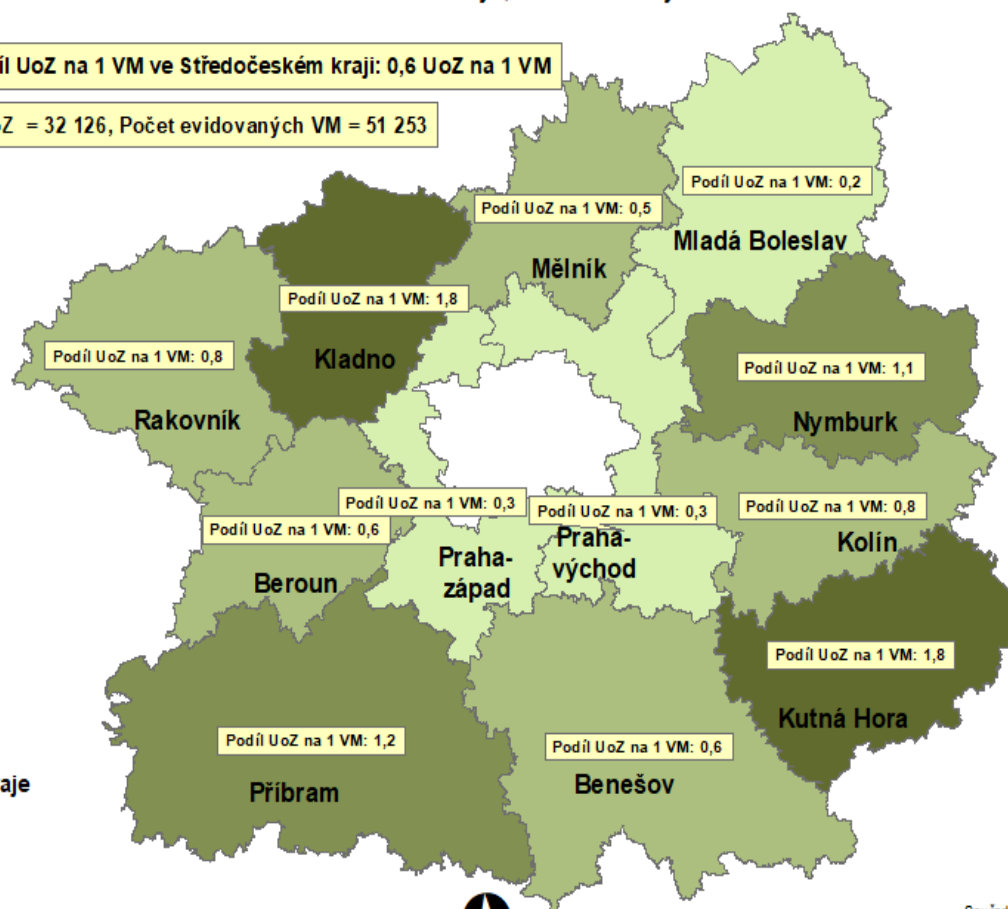 íl UoZ na 1 VM ve Středočeském kraji: 0,6 UoZ na 1 VM
Z = 32 126, Počet evidovaných VM = 51 253
Podíl UoZ na 1 VM: 0,2
Mladá Boleslav
Podíl UoZ na 1 VM: 0,5
Mělník
Podíl UoZ na 1 VM: 1,8
Kladno
Podíl UoZ na 1 VM: 0,8
Rakovník
Podíl UoZ na 1 VM: 1,1
Nymburk
Podíl UoZ na 1 VM: 0,3
Praha-
západ
Podíl UoZ na 1 VM: 0,3
Praha-
východ
Podíl UoZ na 1 VM: 0,8
Kolín
Podíl UoZ na 1 VM: 0,6
Beroun
Podíl UoZ na 1 VM: 1,8
Kutná Hora
Podíl UoZ na 1 VM: 1,2
Příbram
Podíl UoZ na 1 VM: 0,6
Benešov
aje